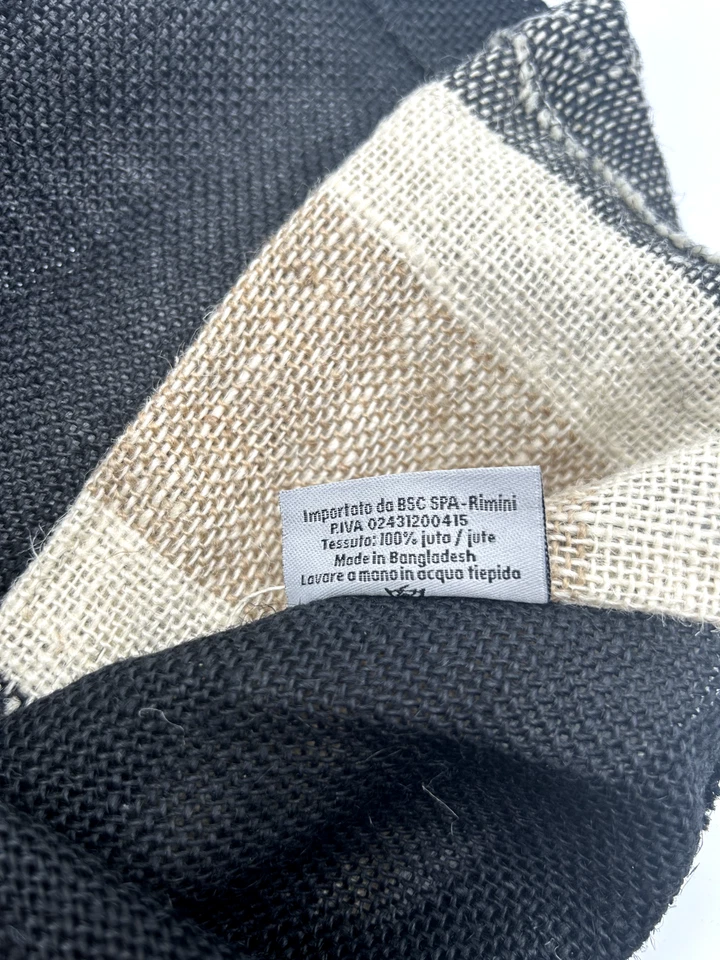 Importato da BSC SPA-Rimini
P.IVA 02431200415
Tessuto: 100% juta / jute
Made in Bangladesh
Lavare a mano in acqua tiepida